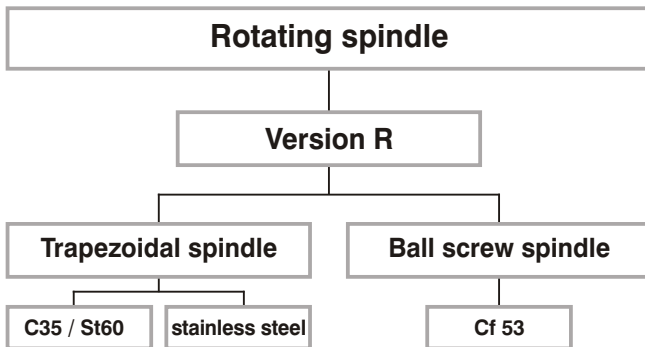 Rotating spindle
Version R
Trapezoidal spindle
Ball screw spindle
C35 / St60
stainless steel
Cf 53